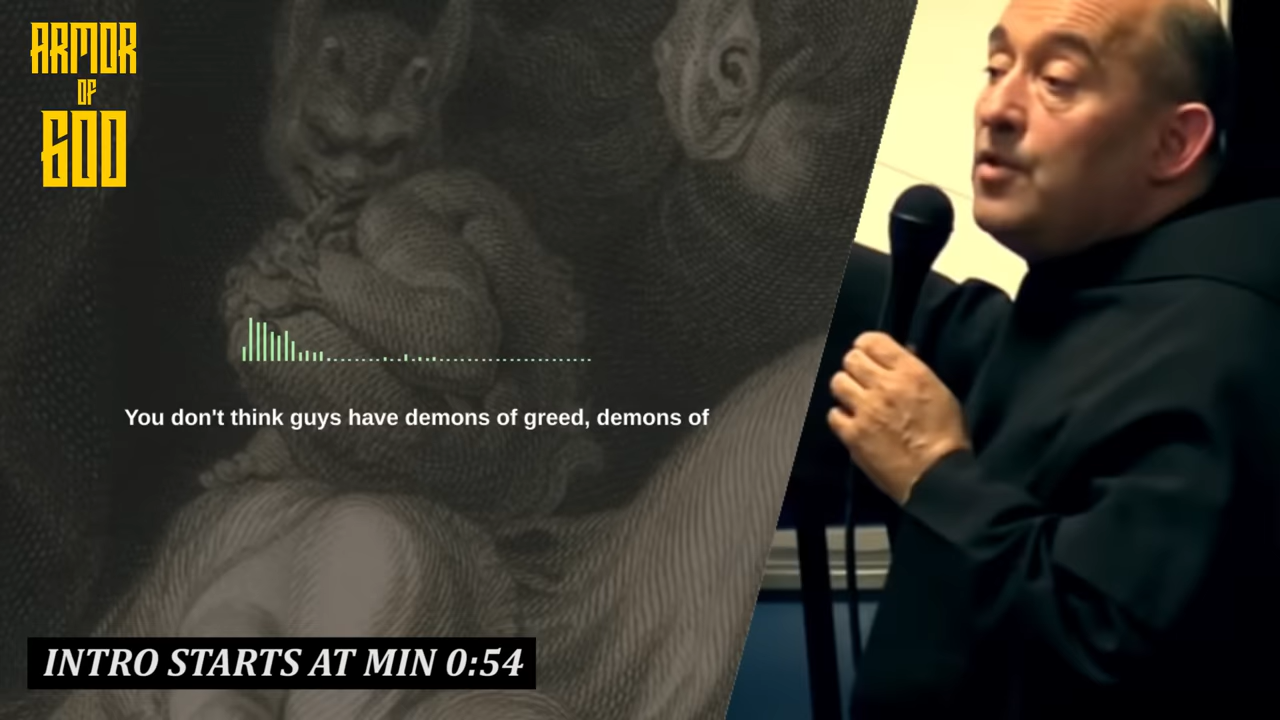 ARMOR
OF
GOD
You don't think guys have demons of greed, demons of
INTRO STARTS AT MIN 0:54